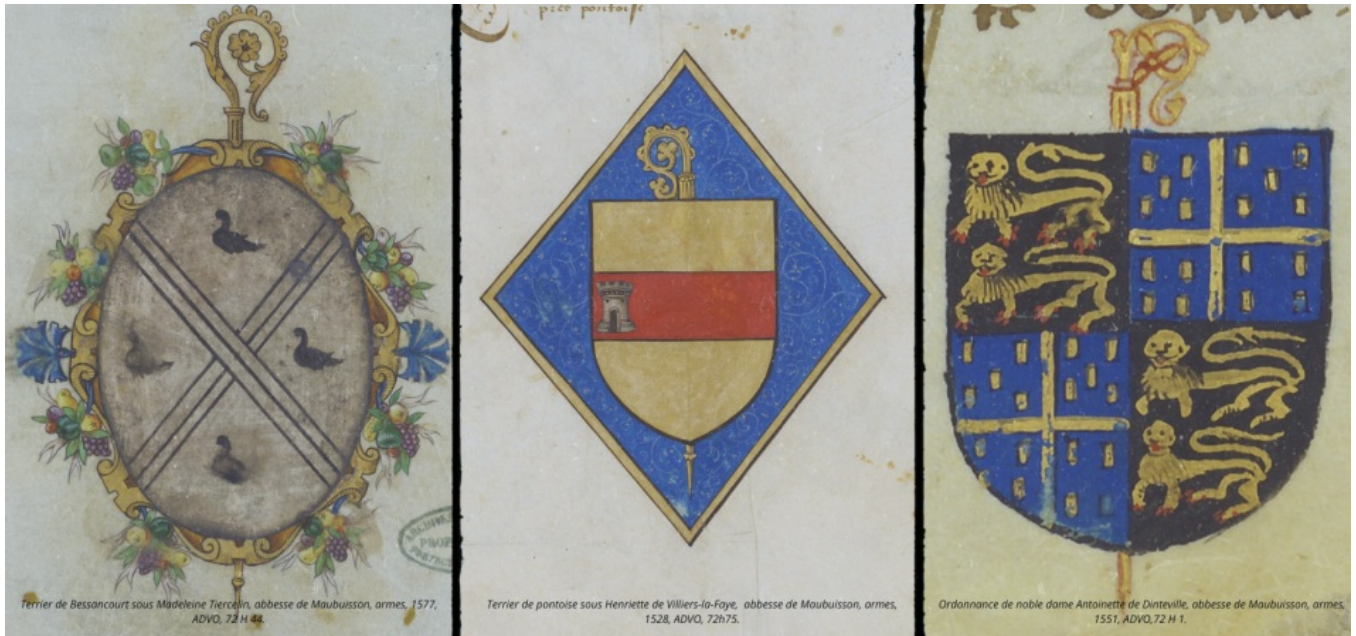 pres pontoise
Terrier de Bessancourt sous Madeleine Tiercelin, abbesse de Maubuisson, armes, 1577,
ADVO, 72 H 44.
Terrier de pontoise sous Henriette de Villiers-la-Faye, abbesse de Maubuisson, armes,
1528, ADVO, 72h75.
Ordonnance de noble dame Antoinette de Dinteville, abbesse de Maubuisson, armes,
1551, ADVO,72 H 1.